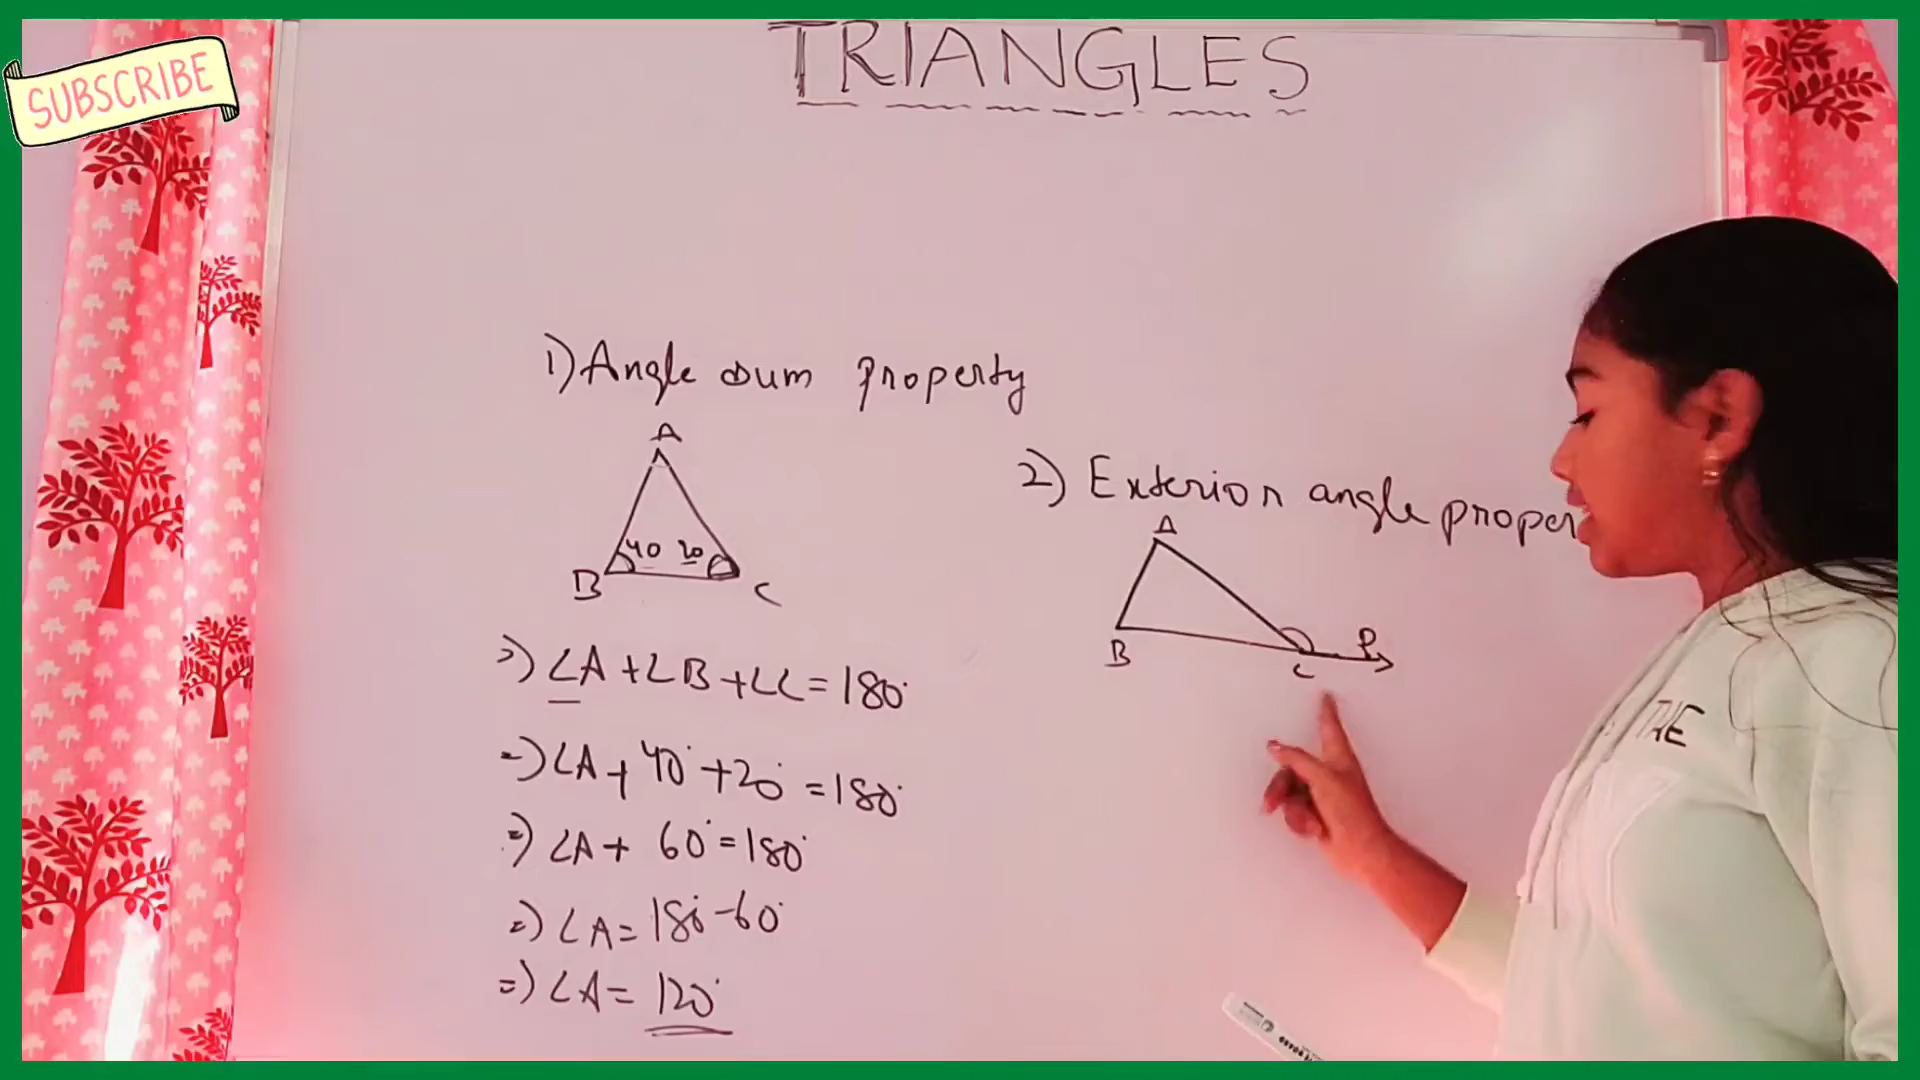 SUBSCRIBE
TRIANGLES
1) Angle sum property
A
40 20
B C
=) ∠A + ∠B + ∠C = 180°
=) ∠A + 40° + 20° = 180°
=) ∠A + 60° = 180°
=) ∠A = 180° - 60°
=) ∠A = 120°
2) Exterior angle proper
A
B C P
THE